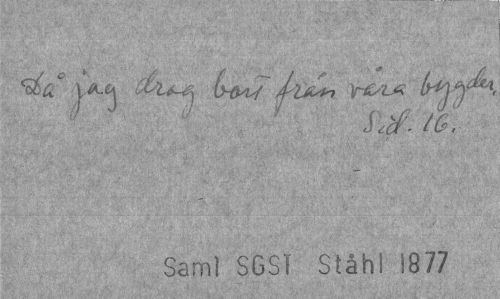 Då jag drog bort från våra bygder.
Sid. 16.
Saml SGST Ståhl 1877